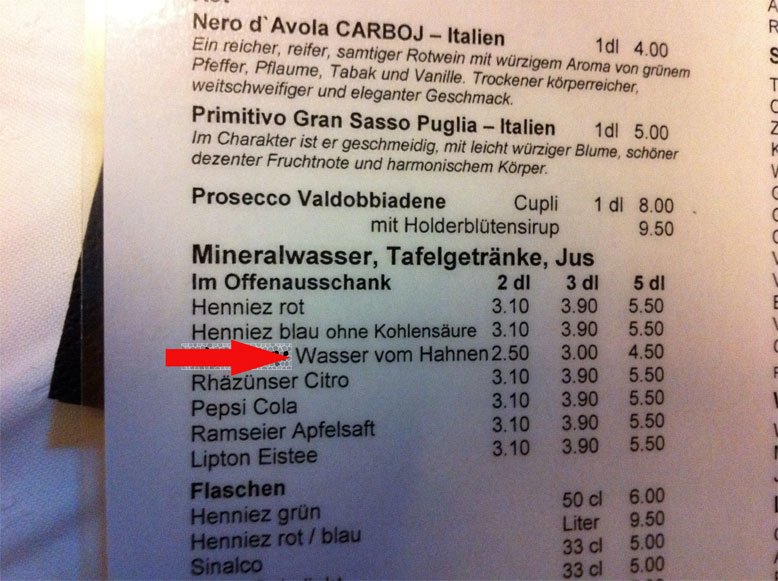 Nero d`Avola CARBOJ – Italien 1dl 4.00
Ein reicher, reifer, samtiger Rotwein mit würzigem Aroma von grünem
Pfeffer, Pflaume, Tabak und Vanille. Trockener körperreicher,
weitschweifiger und eleganter Geschmack.
Primitivo Gran Sasso Puglia – Italien 1dl 5.00
Im Charakter ist er geschmeidig, mit leicht würziger Blume, schöner
dezenter Fruchtnote und harmonischem Körper.
Prosecco Valdobbiadene Cupli 1 dl 8.00
mit Holderblütensirup 9.50
Mineralwasser, Tafelgetränke, Jus
Im Offenausschank 2 dl 3 dl 5 dl
Henniez rot 3.10 3.90 5.50
Henniez blau ohne Kohlensäure 3.10 3.90 5.50
Wasser vom Hahnen 2.50 3.00 4.50
Rhäzünser Citro 3.10 3.90 5.50
Pepsi Cola 3.10 3.90 5.50
Ramseier Apfelsaft 3.10 3.90 5.50
Lipton Eistee 3.10 3.90 5.50
Flaschen
Henniez grün 50 cl 6.00
Henniez rot / blau Liter 9.50
Sinalco 33 cl 5.00
33 cl 5.00